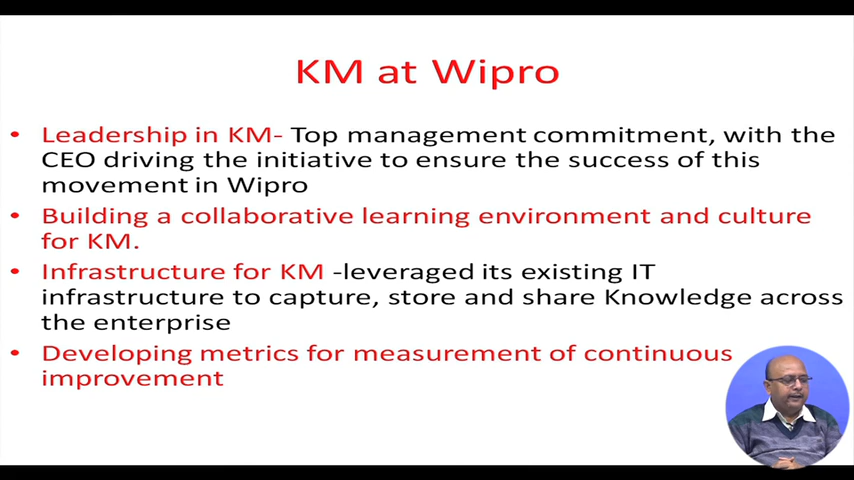 KM at Wipro
• Leadership in KM- Top management commitment, with the
CEO driving the initiative to ensure the success of this
movement in Wipro
• Building a collaborative learning environment and culture
for KM.
• Infrastructure for KM -leveraged its existing IT
infrastructure to capture, store and share Knowledge across
the enterprise
• Developing metrics for measurement of continuous
improvement